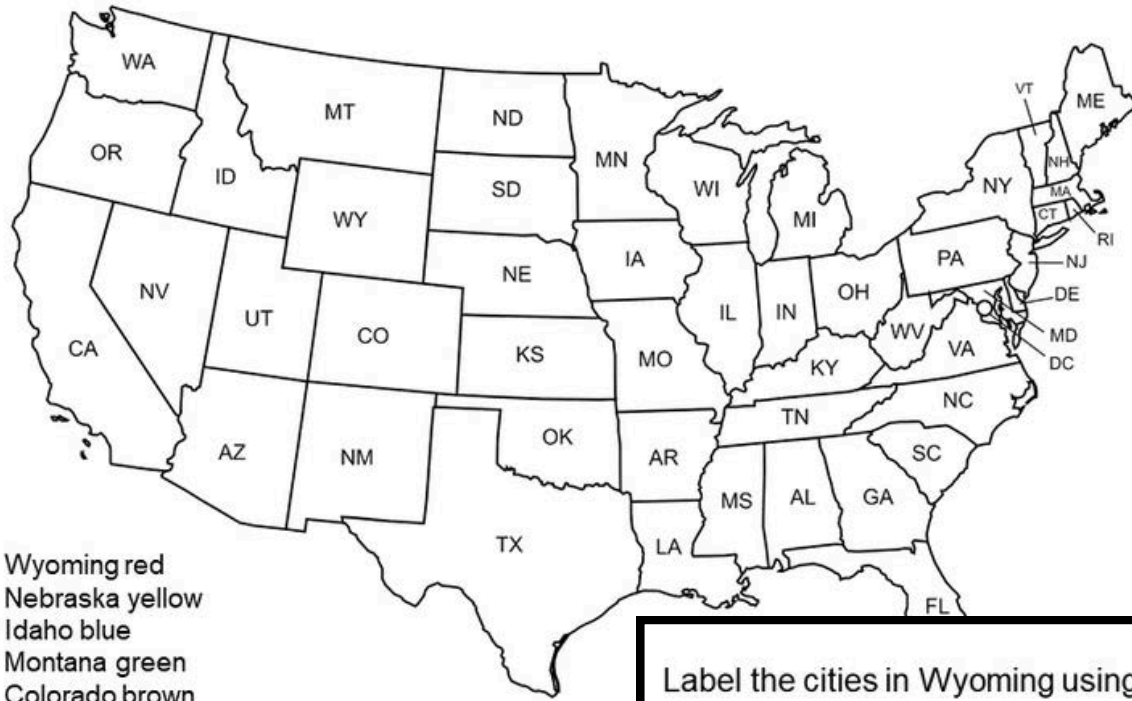 WA
MT
ND
MN
OR
ID
SD
WI
MI
VT
ME
NH
NY
MA
CT
RI
WY
NE
IA
PA
NJ
NV
UT
CO
IL
IN
OH
DE
CA
KS
MO
WV
MD
KY
VA
DC
AZ
NM
OK
AR
TN
NC
SC
MS
AL
GA
TX
LA
FL
Wyoming red
Nebraska yellow
Idaho blue
Montana green
Colorado brown
Label the cities in Wyoming using